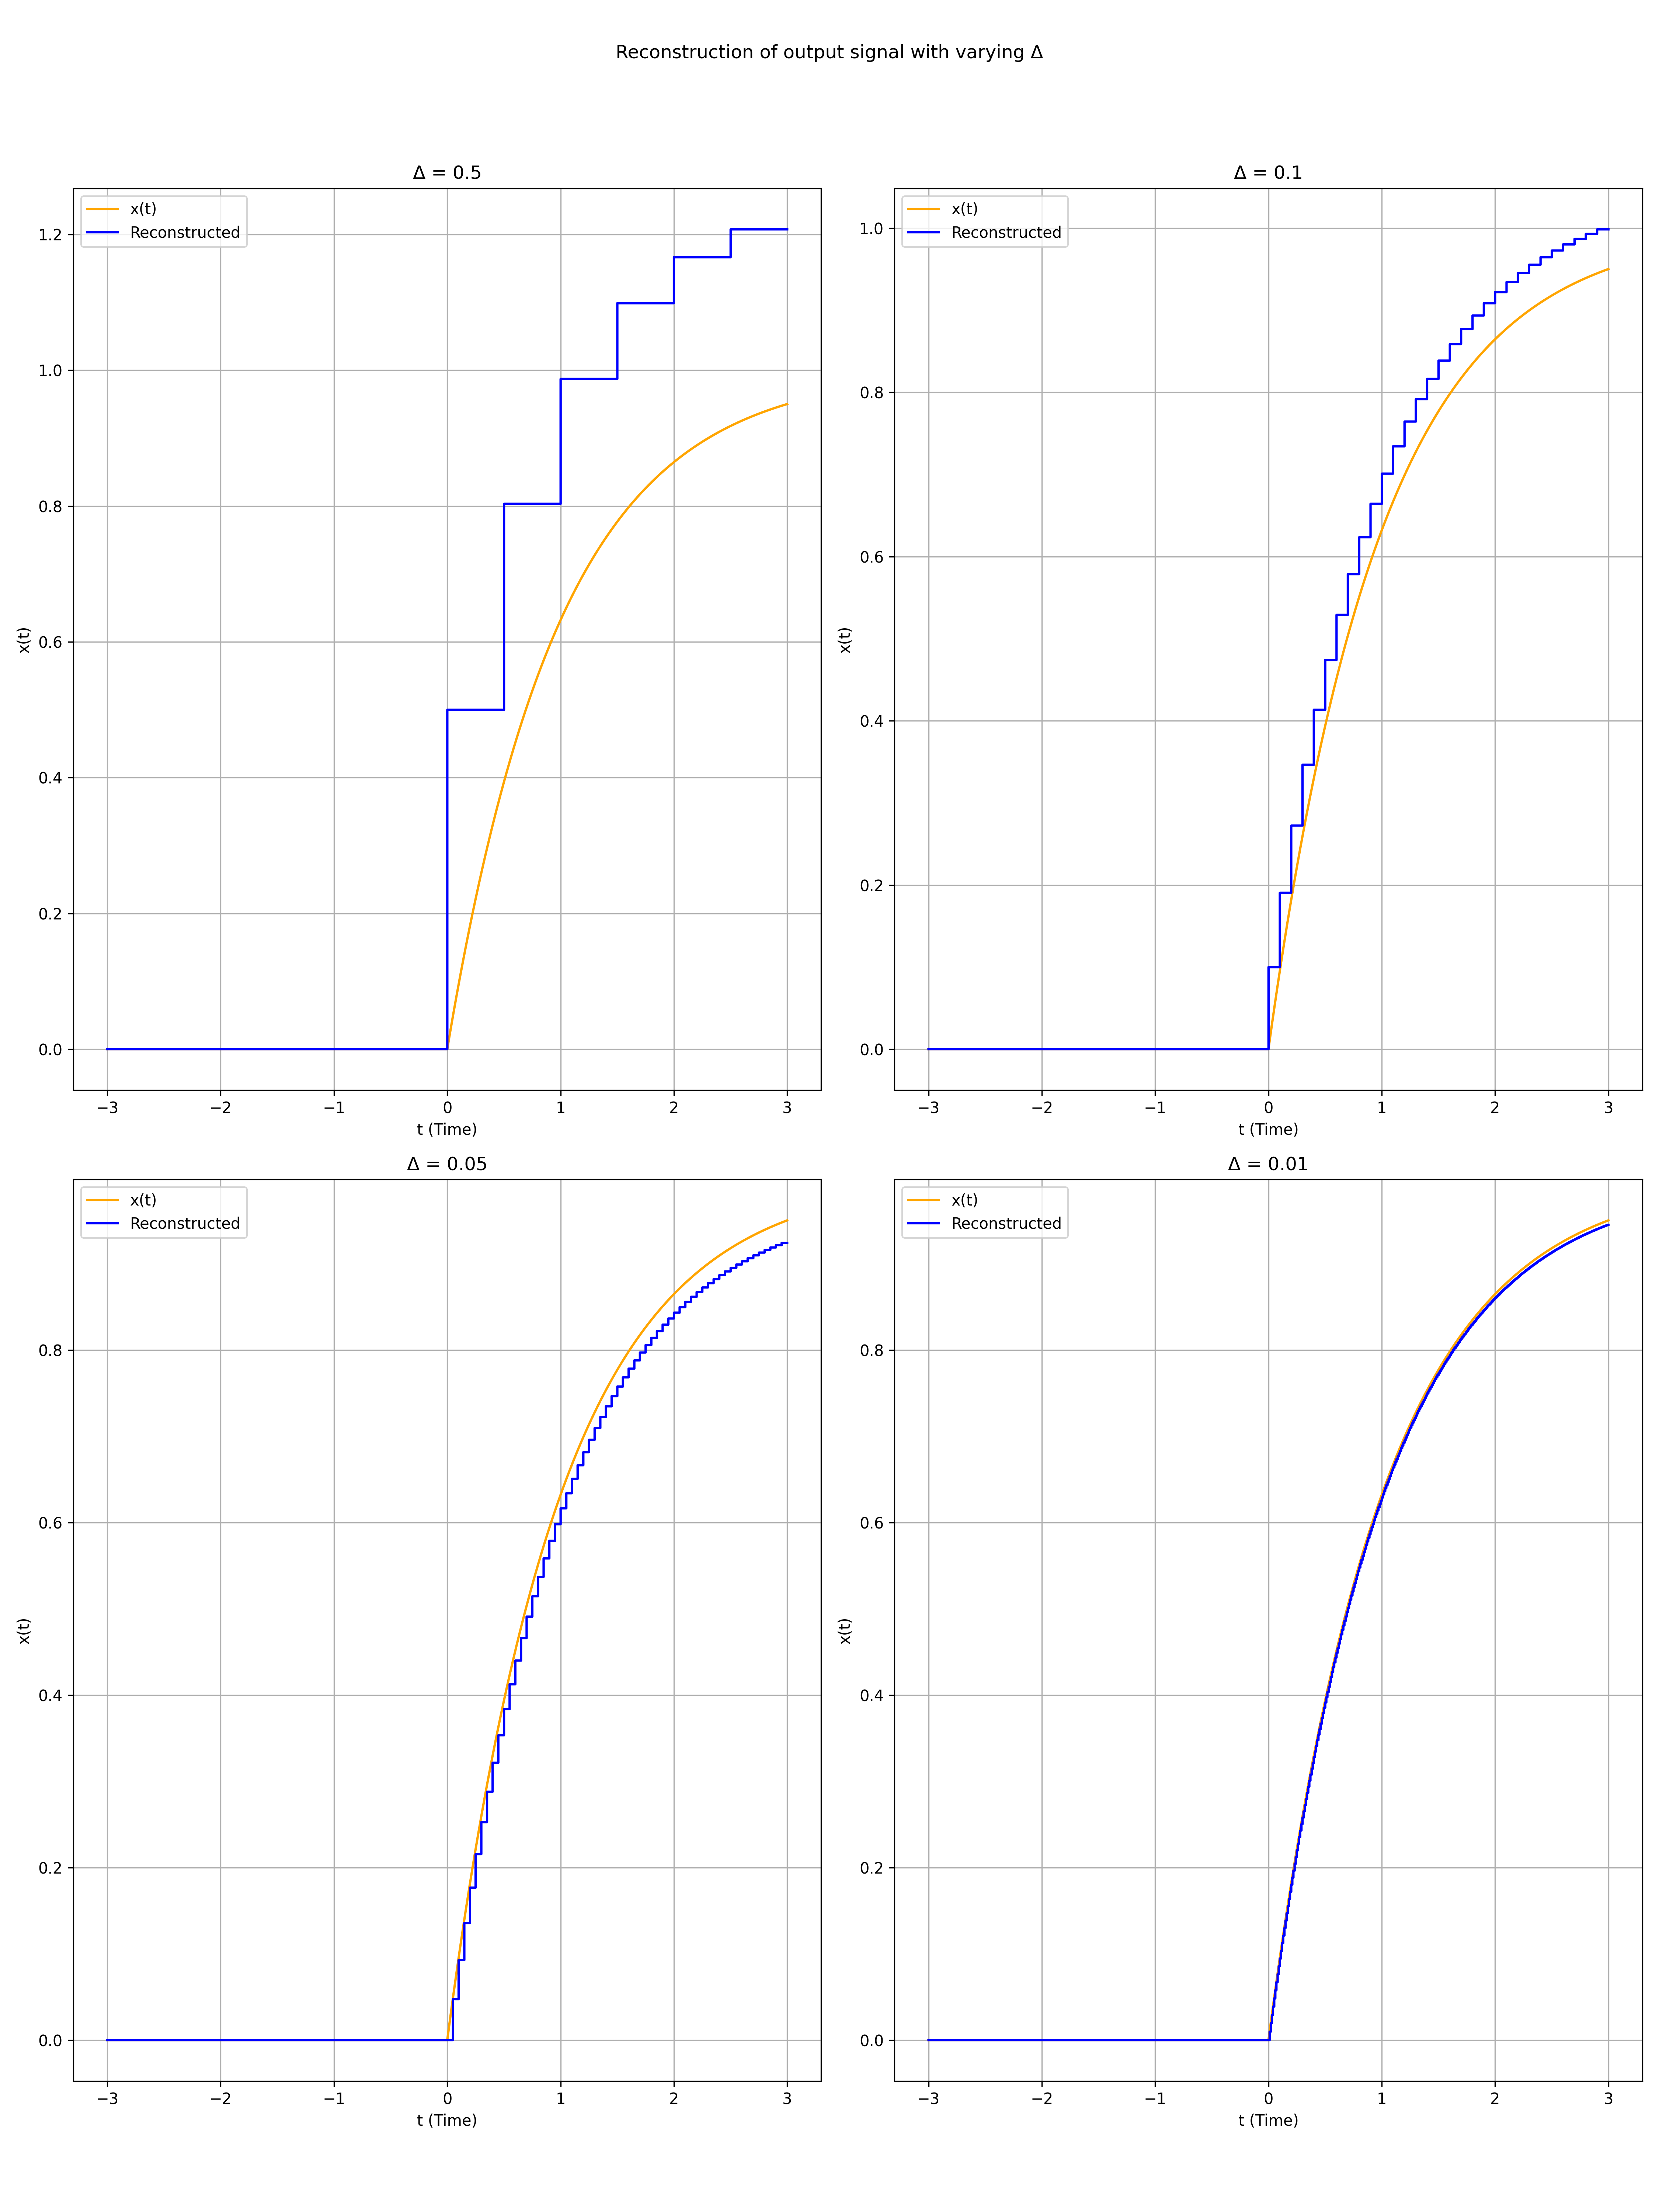 Reconstruction of output signal with varying Δ
Δ = 0.5
x(t)
Reconstructed
1.2
1.0
0.8
0.6
0.4
0.2
0.0
x(t)
−3 −2 −1 0 1 2 3
t (Time)
Δ = 0.1
x(t)
Reconstructed
1.0
0.8
0.6
0.4
0.2
0.0
x(t)
−3 −2 −1 0 1 2 3
t (Time)
Δ = 0.05
x(t)
Reconstructed
0.8
0.6
0.4
0.2
0.0
x(t)
−3 −2 −1 0 1 2 3
t (Time)
Δ = 0.01
x(t)
Reconstructed
0.8
0.6
0.4
0.2
0.0
x(t)
−3 −2 −1 0 1 2 3
t (Time)